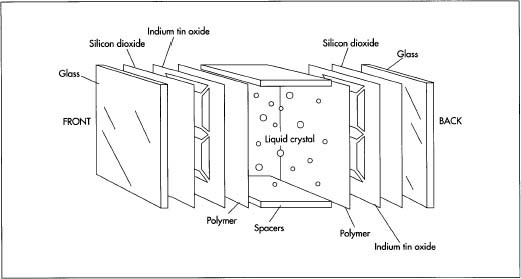 Indium tin oxide
Silicon dioxide
Silicon dioxide
Glass
Glass
FRONT
Liquid crystal
BACK
Polymer
Spacers
Polymer
Indium tin oxide